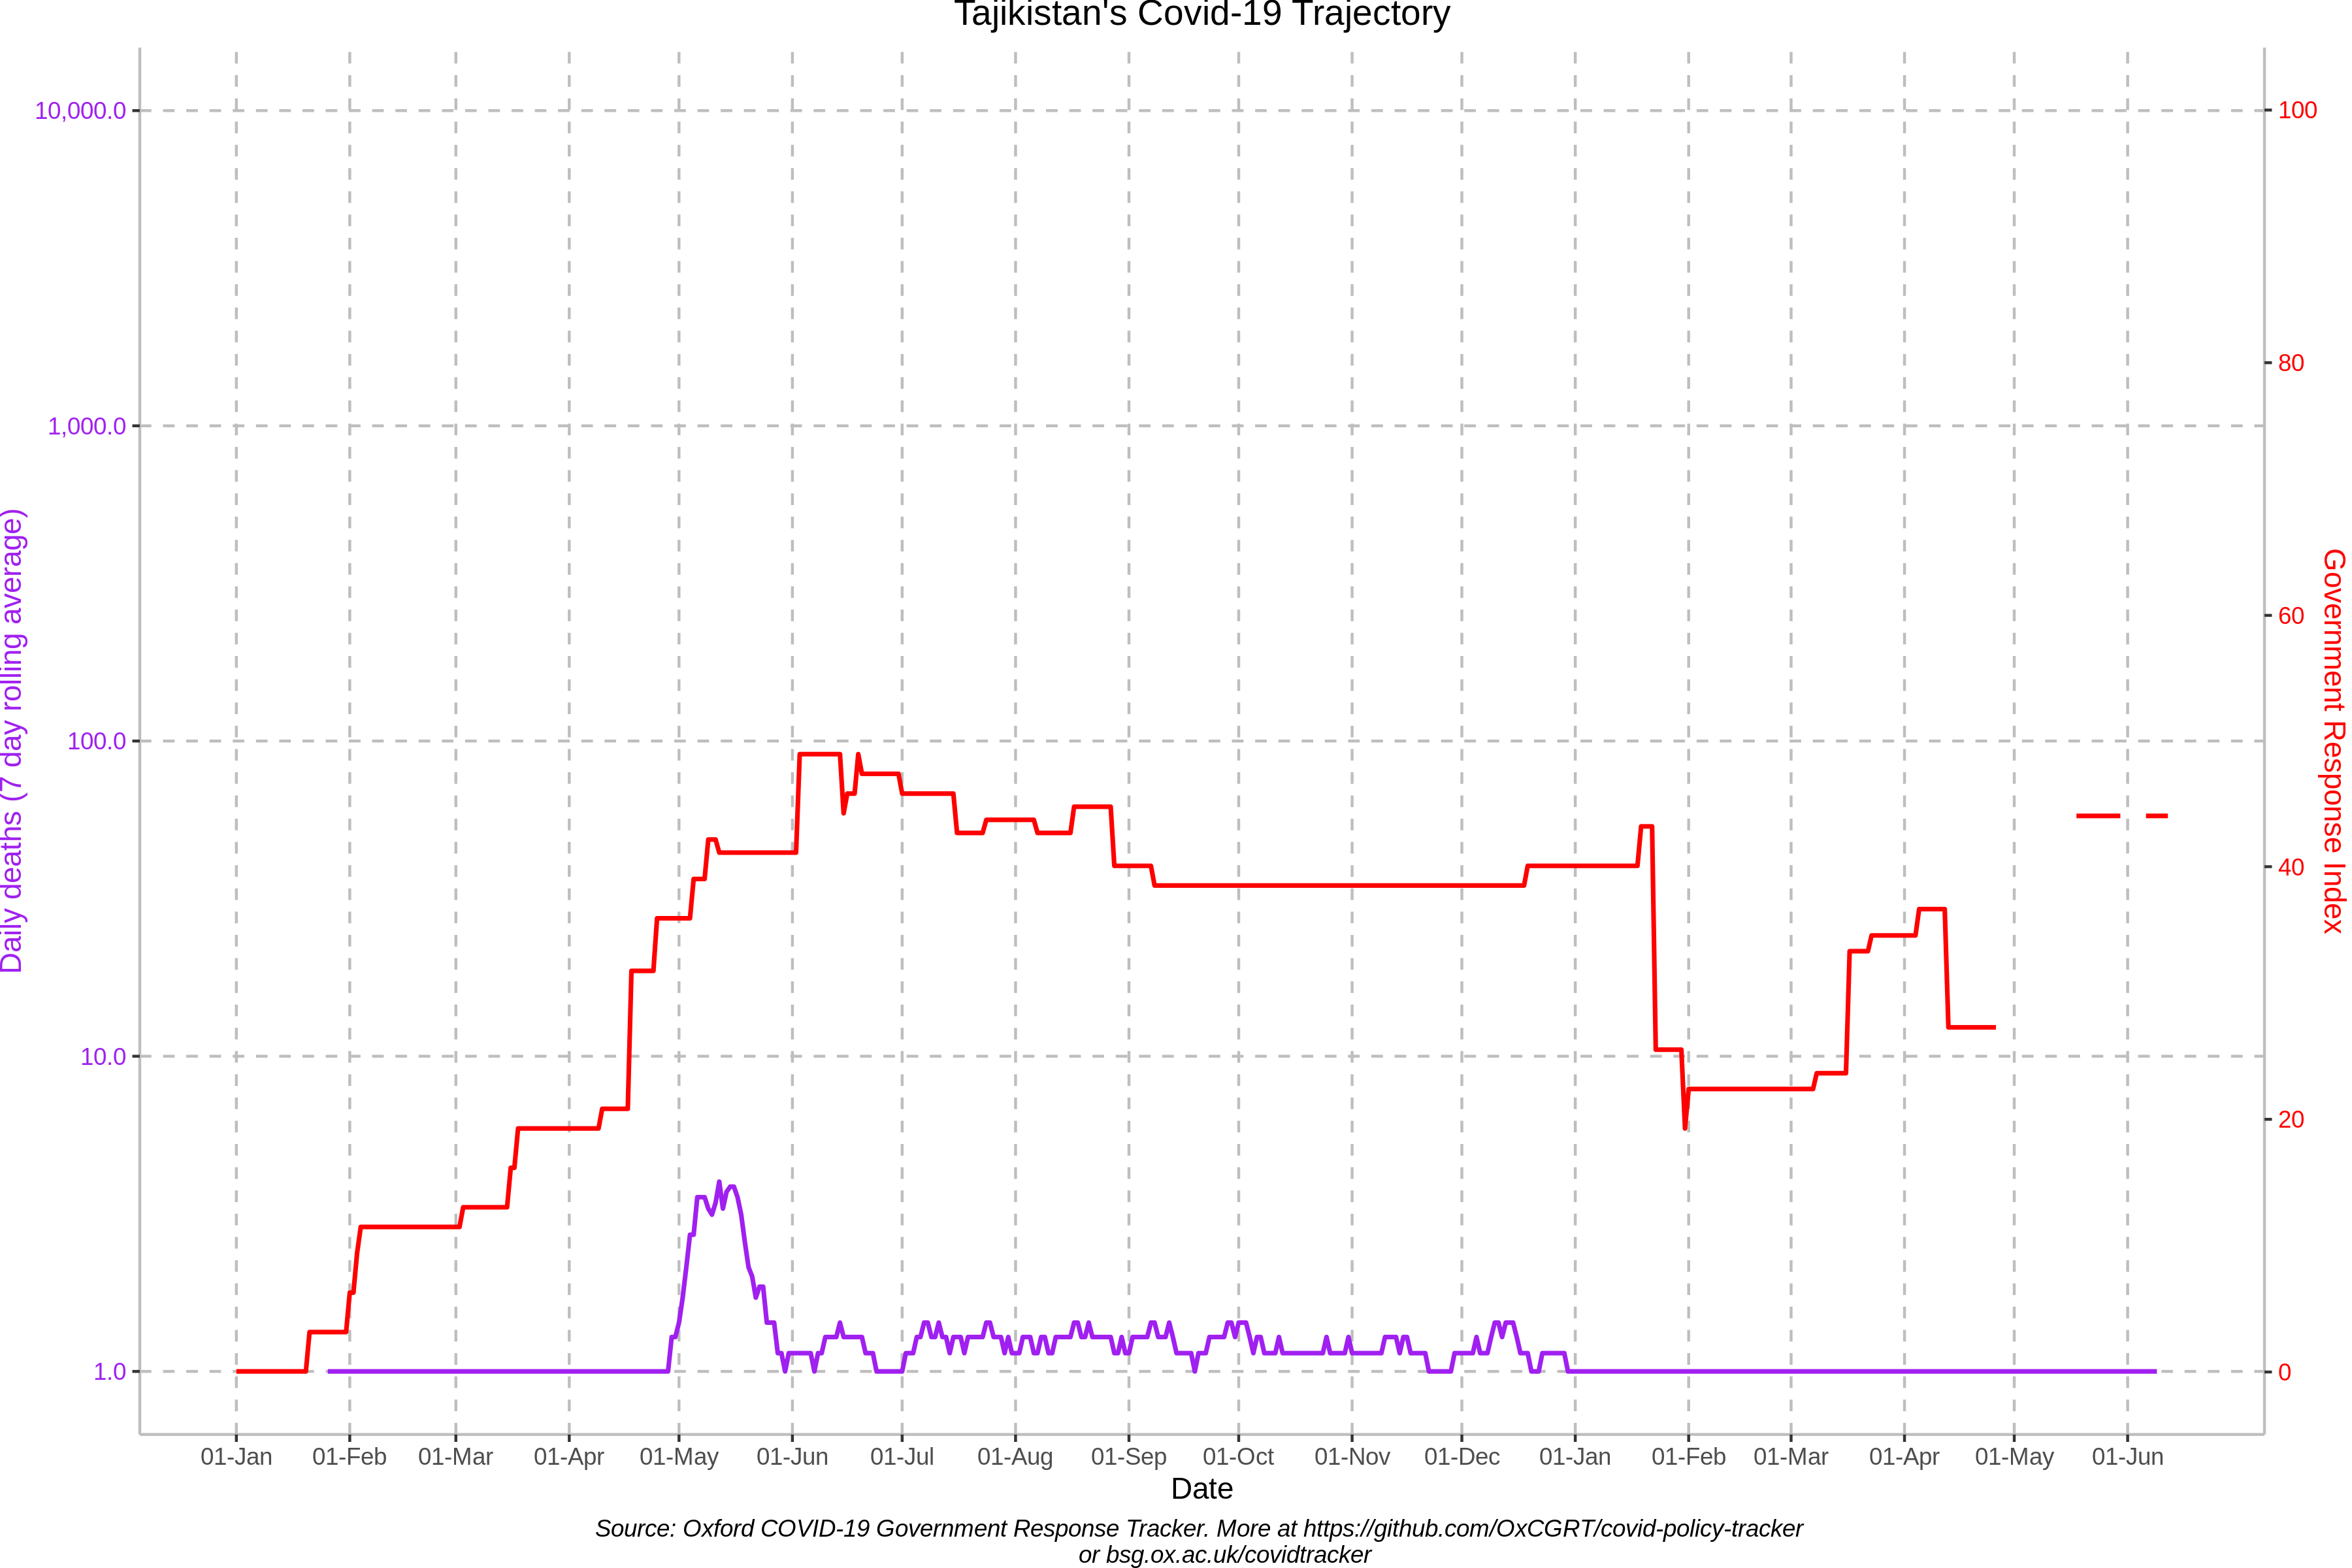 Tajikistan's Covid-19 Trajectory
10,000.0
1,000.0
100.0
10.0
1.0
Daily deaths (7 day rolling average)
100
80
60
40
20
0
Government Response Index
01-Jan 01-Feb 01-Mar 01-Apr 01-May 01-Jun 01-Jul 01-Aug 01-Sep 01-Oct 01-Nov 01-Dec 01-Jan 01-Feb 01-Mar 01-Apr 01-May 01-Jun
Date
Source: Oxford COVID-19 Government Response Tracker. More at https://github.com/OxCGRT/covid-policy-tracker
or bsg.ox.ac.uk/covidtracker